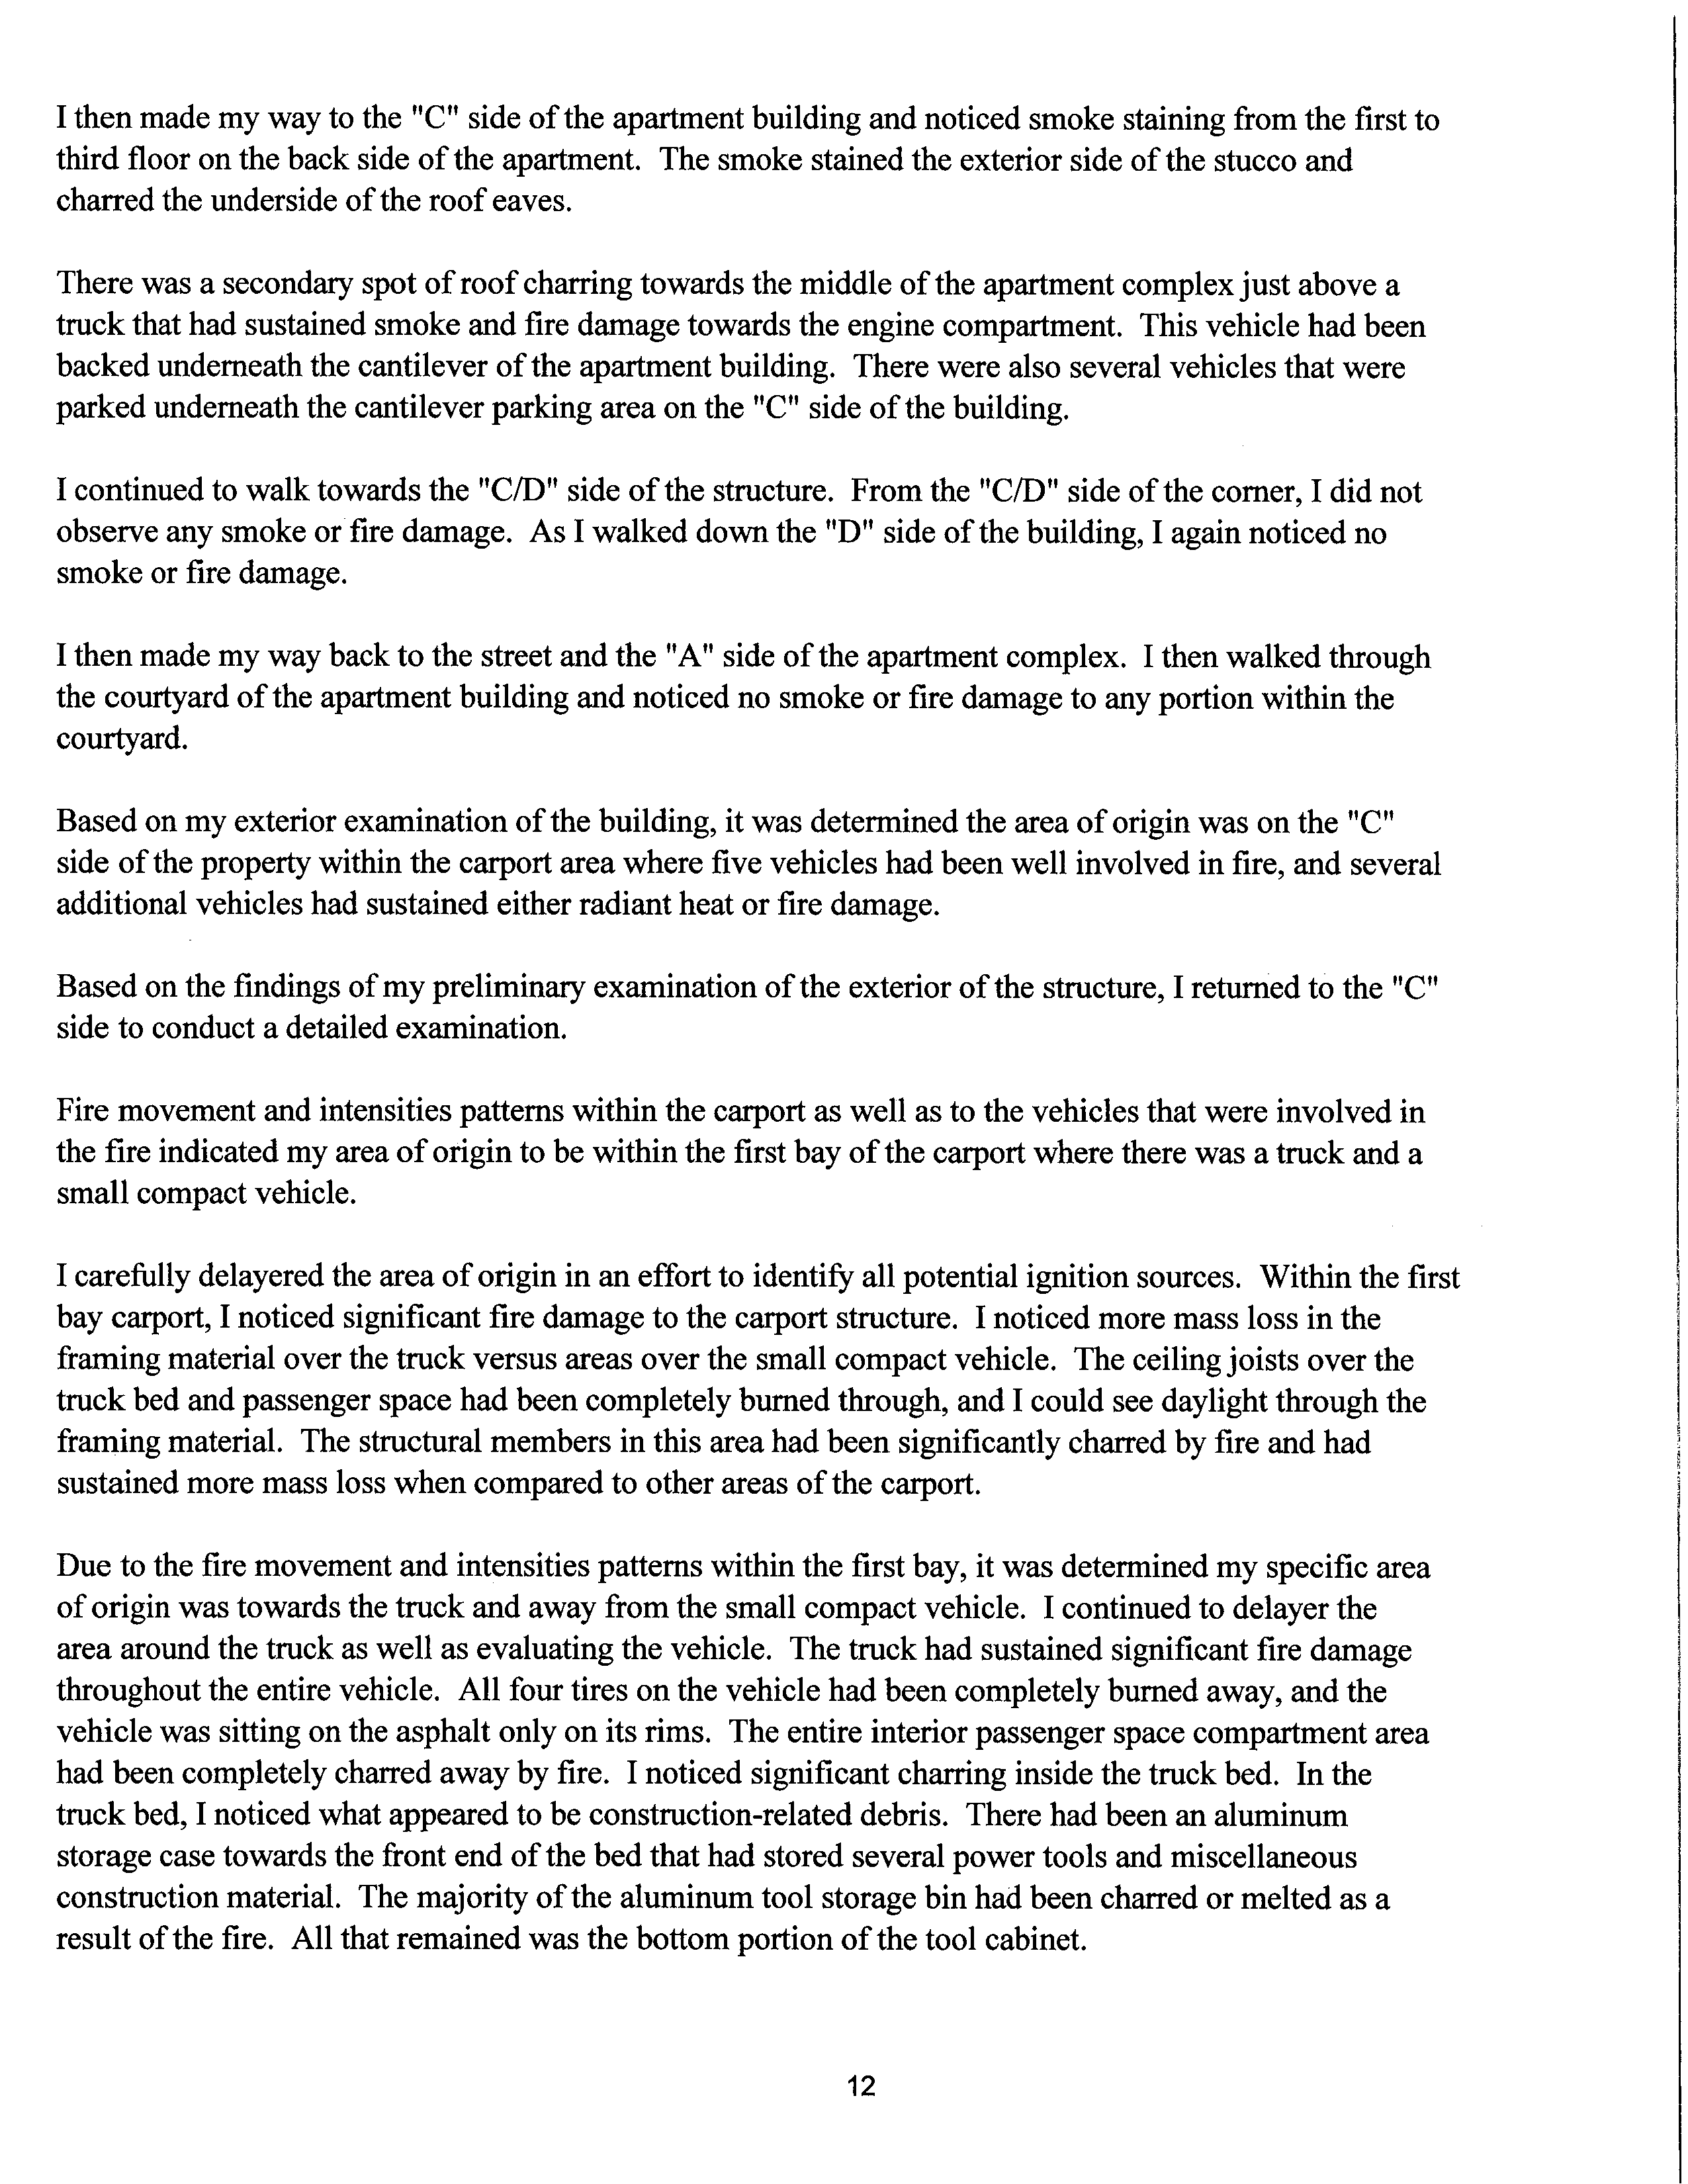 I then made my way to the "C" side of the apartment building and noticed smoke staining from the first to
third floor on the back side of the apartment. The smoke stained the exterior side of the stucco and
charred the underside of the roof eaves.
There was a secondary spot of roof charring towards the middle of the apartment complex just above a
truck that had sustained smoke and fire damage towards the engine compartment. This vehicle had been
backed underneath the cantilever of the apartment building. There were also several vehicles that were
parked underneath the cantilever parking area on the "C" side of the building.
I continued to walk towards the "C/D" side of the structure. From the "C/D" side of the corner, I did not
observe any smoke or fire damage. As I walked down the "D" side of the building, I again noticed no
smoke or fire damage.
I then made my way back to the street and the "A" side of the apartment complex. I then walked through
the courtyard of the apartment building and noticed no smoke or fire damage to any portion within the
courtyard.
Based on my exterior examination of the building, it was determined the area of origin was on the "C"
side of the property within the carport area where five vehicles had been well involved in fire, and several
additional vehicles had sustained either radiant heat or fire damage.
Based on the findings of my preliminary examination of the exterior of the structure, I returned to the "C"
side to conduct a detailed examination.
Fire movement and intensities patterns within the carport as well as to the vehicles that were involved in
the fire indicated my area of origin to be within the first bay of the carport where there was a truck and a
small compact vehicle.
I carefully delayered the area of origin in an effort to identify all potential ignition sources. Within the first
bay carport, I noticed significant fire damage to the carport structure. I noticed more mass loss in the
framing material over the truck versus areas over the small compact vehicle. The ceiling joists over the
truck bed and passenger space had been completely burned through, and I could see daylight through the
framing material. The structural members in this area had been significantly charred by fire and had
sustained more mass loss when compared to other areas of the carport.
Due to the fire movement and intensities patterns within the first bay, it was determined my specific area
of origin was towards the truck and away from the small compact vehicle. I continued to delayer the
area around the truck as well as evaluating the vehicle. The truck had sustained significant fire damage
throughout the entire vehicle. All four tires on the vehicle had been completely burned away, and the
vehicle was sitting on the asphalt only on its rims. The entire interior passenger space compartment area
had been completely charred away by fire. I noticed significant charring inside the truck bed. In the
truck bed, I noticed what appeared to be construction-related debris. There had been an aluminum
storage case towards the front end of the bed that had stored several power tools and miscellaneous
construction material. The majority of the aluminum tool storage bin had been charred or melted as a
result of the fire. All that remained was the bottom portion of the tool cabinet.
12